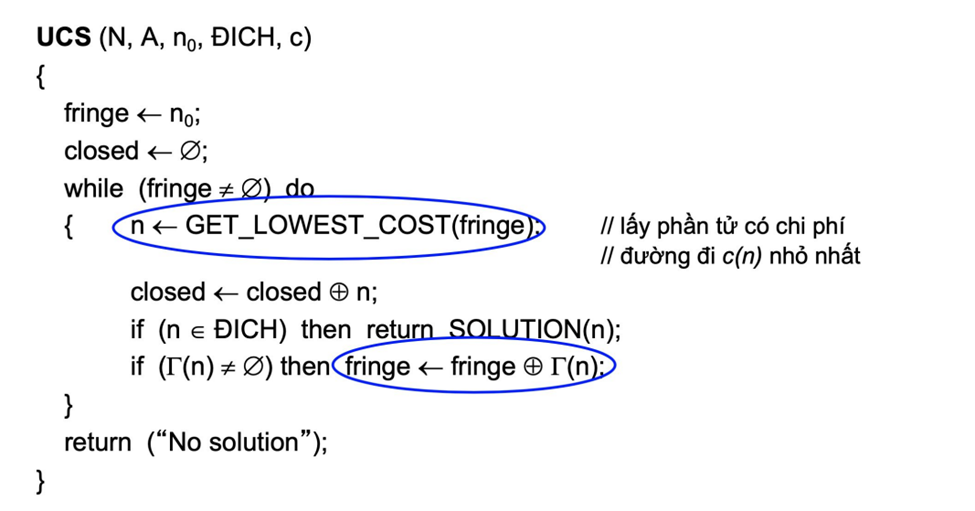 UCS (N, A, n₀, ĐICH, c)
{
fringe ← n₀;
closed ← ∅;
while (fringe ≠ ∅) do
{ n ← GET_LOWEST_COST(fringe); // lấy phần tử có chi phí
// đường đi c(n) nhỏ nhất
closed ← closed ⊕ n;
if (n ∈ ĐICH) then return SOLUTION(n);
if (Γ(n) ≠ ∅) then fringe ← fringe ⊕ Γ(n);
}
return (“No solution”);
}